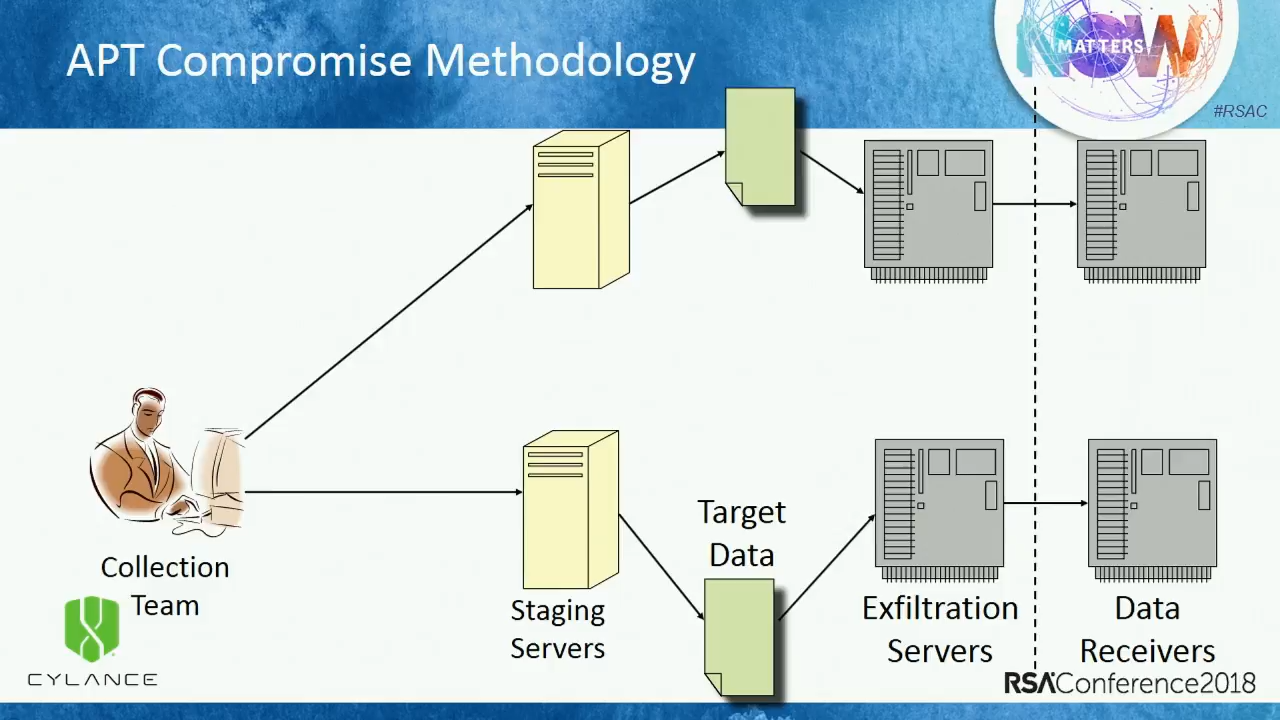 APT Compromise Methodology
NOW
MATTERS
#RSAC
Collection
Team
Staging
Servers
Target
Data
Exfiltration
Servers
Data
Receivers
CYLANCE
RSAConference2018